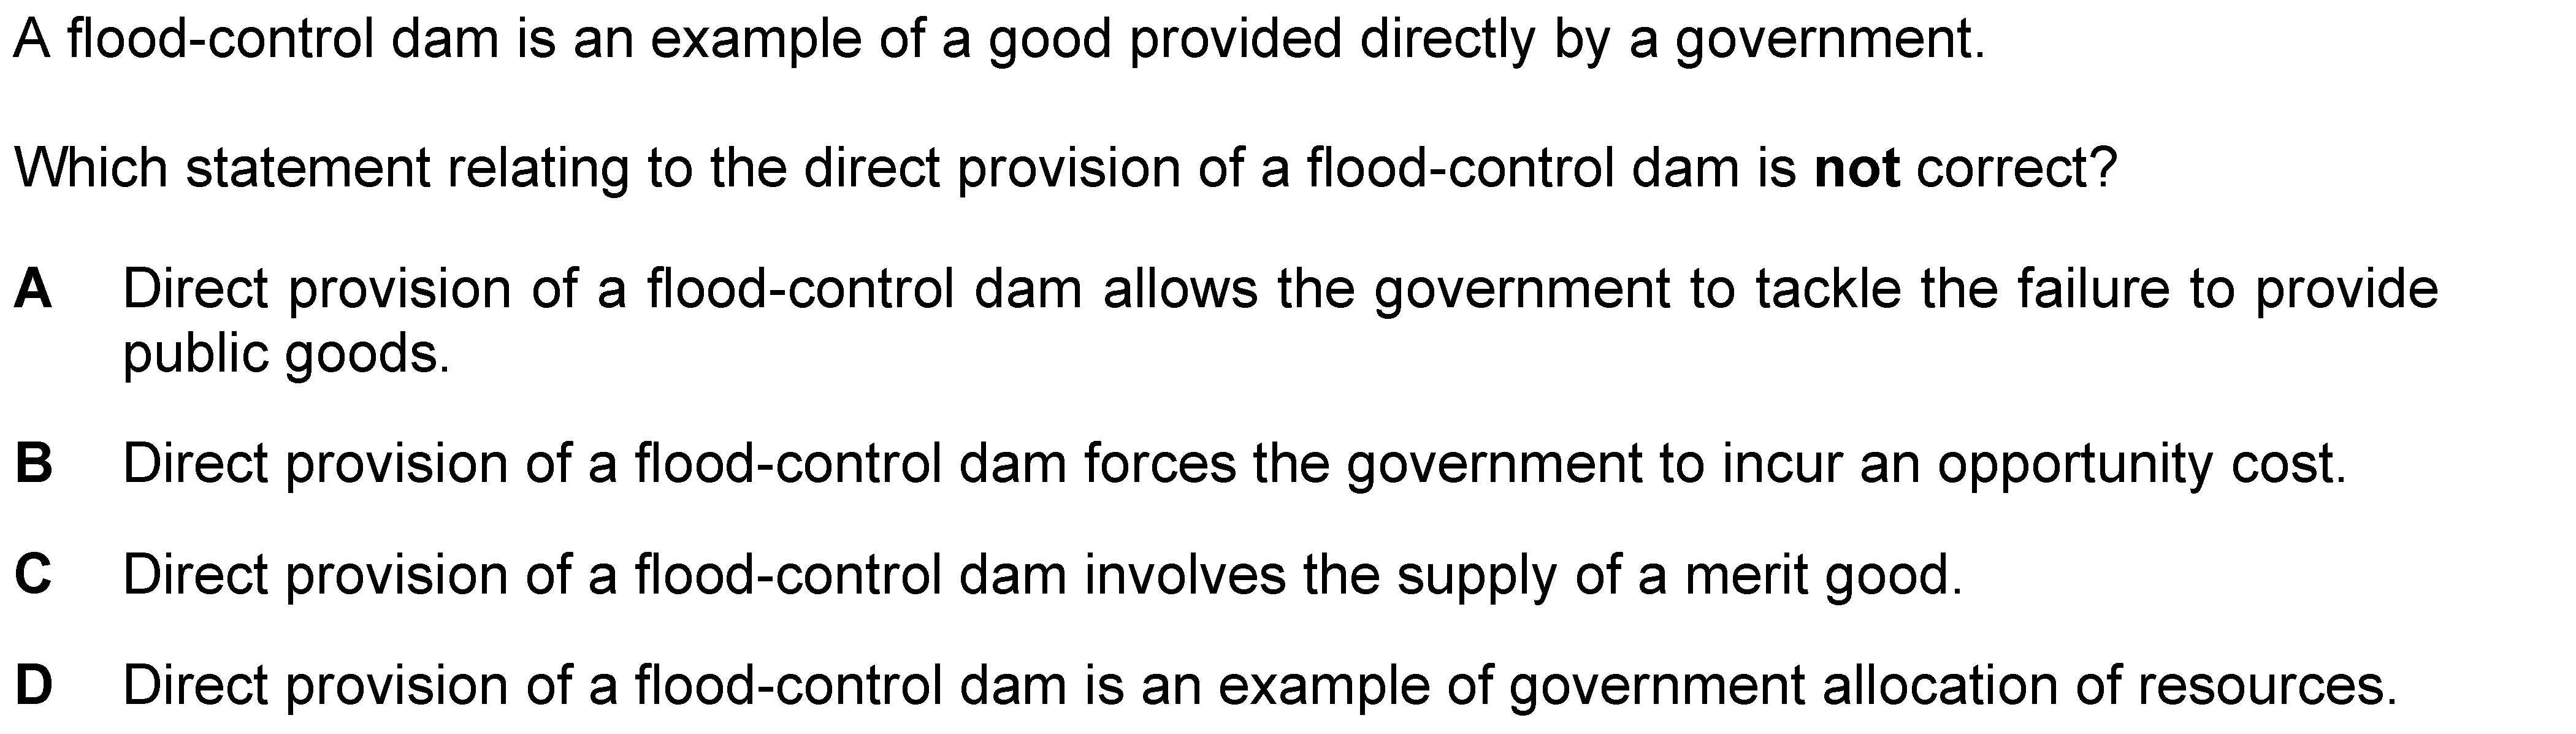 A flood-control dam is an example of a good provided directly by a government.
Which statement relating to the direct provision of a flood-control dam is not correct?
A Direct provision of a flood-control dam allows the government to tackle the failure to provide
public goods.
B Direct provision of a flood-control dam forces the government to incur an opportunity cost.
C Direct provision of a flood-control dam involves the supply of a merit good.
D Direct provision of a flood-control dam is an example of government allocation of resources.